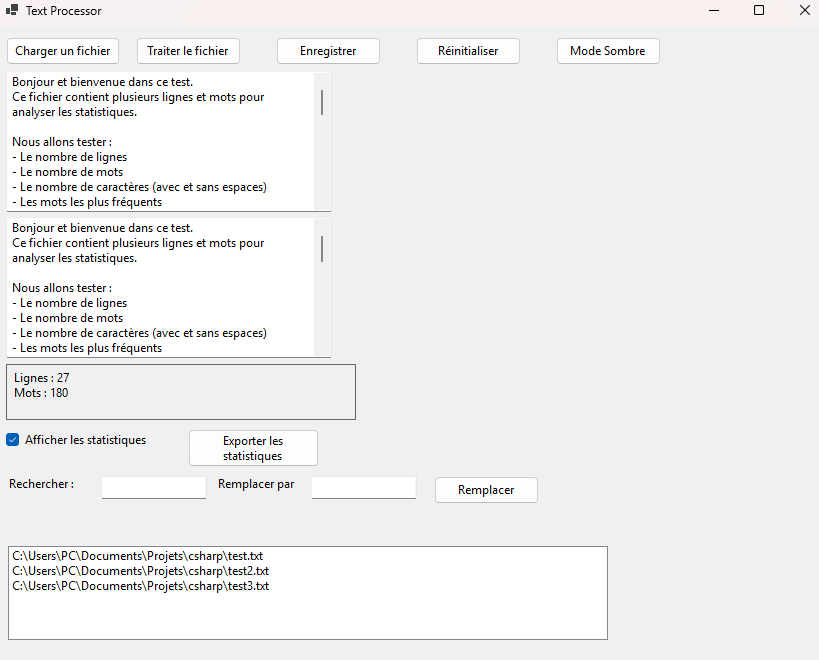 Text Processor
Charger un fichier
Traiter le fichier
Enregistrer
Réinitialiser
Mode Sombre
Bonjour et bienvenue dans ce test.
Ce fichier contient plusieurs lignes et mots pour
analyser les statistiques.
Nous allons tester :
- Le nombre de lignes
- Le nombre de mots
- Le nombre de caractères (avec et sans espaces)
- Les mots les plus fréquents
Bonjour et bienvenue dans ce test.
Ce fichier contient plusieurs lignes et mots pour
analyser les statistiques.
Nous allons tester :
- Le nombre de lignes
- Le nombre de mots
- Le nombre de caractères (avec et sans espaces)
- Les mots les plus fréquents
Lignes : 27
Mots : 180
Afficher les statistiques
Exporter les
statistiques
Rechercher :
Remplacer par
Remplacer
C:\Users\PC\Documents\Projets\csharp\test.txt
C:\Users\PC\Documents\Projets\csharp\test2.txt
C:\Users\PC\Documents\Projets\csharp\test3.txt